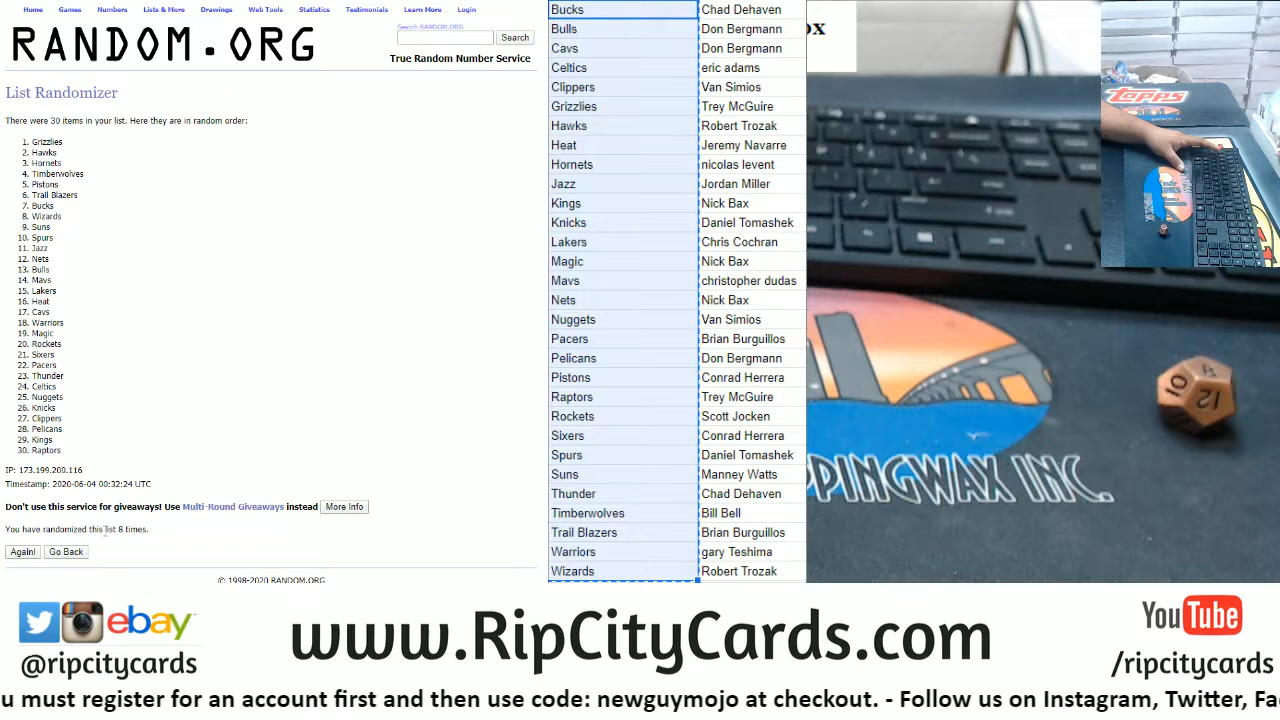 Home Games Numbers Lists & More Drawings Web Tools Statistics Testimonials Learn More Login
RANDOM.ORG
Search RANDOM.ORG
Search
True Random Number Service
List Randomizer
There were 30 items in your list. Here they are in random order:
1. Grizzlies
2. Hawks
3. Hornets
4. Timberwolves
5. Pistons
6. Trail Blazers
7. Bucks
8. Wizards
9. Suns
10. Spurs
11. Jazz
12. Nets
13. Bulls
14. Mavs
15. Lakers
16. Heat
17. Cavs
18. Warriors
19. Magic
20. Rockets
21. Sixers
22. Pacers
23. Thunder
24. Celtics
25. Nuggets
26. Knicks
27. Clippers
28. Pelicans
29. Kings
30. Raptors
IP: 173.199.200.116
Timestamp: 2020-06-04 00:32:24 UTC
Don't use this service for giveaways! Use Multi-Round Giveaways instead More Info
You have randomized this list 8 times.
Again! Go Back
© 1998-2020 RANDOM.ORG
Bucks Chad Dehaven
Bulls Don Bergmann
Cavs Don Bergmann
Celtics eric adams
Clippers Van Simios
Grizzlies Trey McGuire
Hawks Robert Trozak
Heat Jeremy Navarre
Hornets nicolas levent
Jazz Jordan Miller
Kings Nick Bax
Knicks Daniel Tomashek
Lakers Chris Cochran
Magic Nick Bax
Mavs christopher dudas
Nets Nick Bax
Nuggets Van Simios
Pacers Brian Burguillos
Pelicans Don Bergmann
Pistons Conrad Herrera
Raptors Trey McGuire
Rockets Scott Jocken
Sixers Conrad Herrera
Spurs Daniel Tomashek
Suns Manney Watts
Thunder Chad Dehaven
Timberwolves Bill Bell
Trail Blazers Brian Burguillos
Warriors gary Teshima
Wizards Robert Trozak
ox
Topps
10
12
PPINGWAX INC.
ebay
@ripcitycards
www.RipCityCards.com
YouTube
/ripcitycards
u must register for an account first and then use code: newguymojo at checkout. - Follow us on Instagram, Twitter, Fa